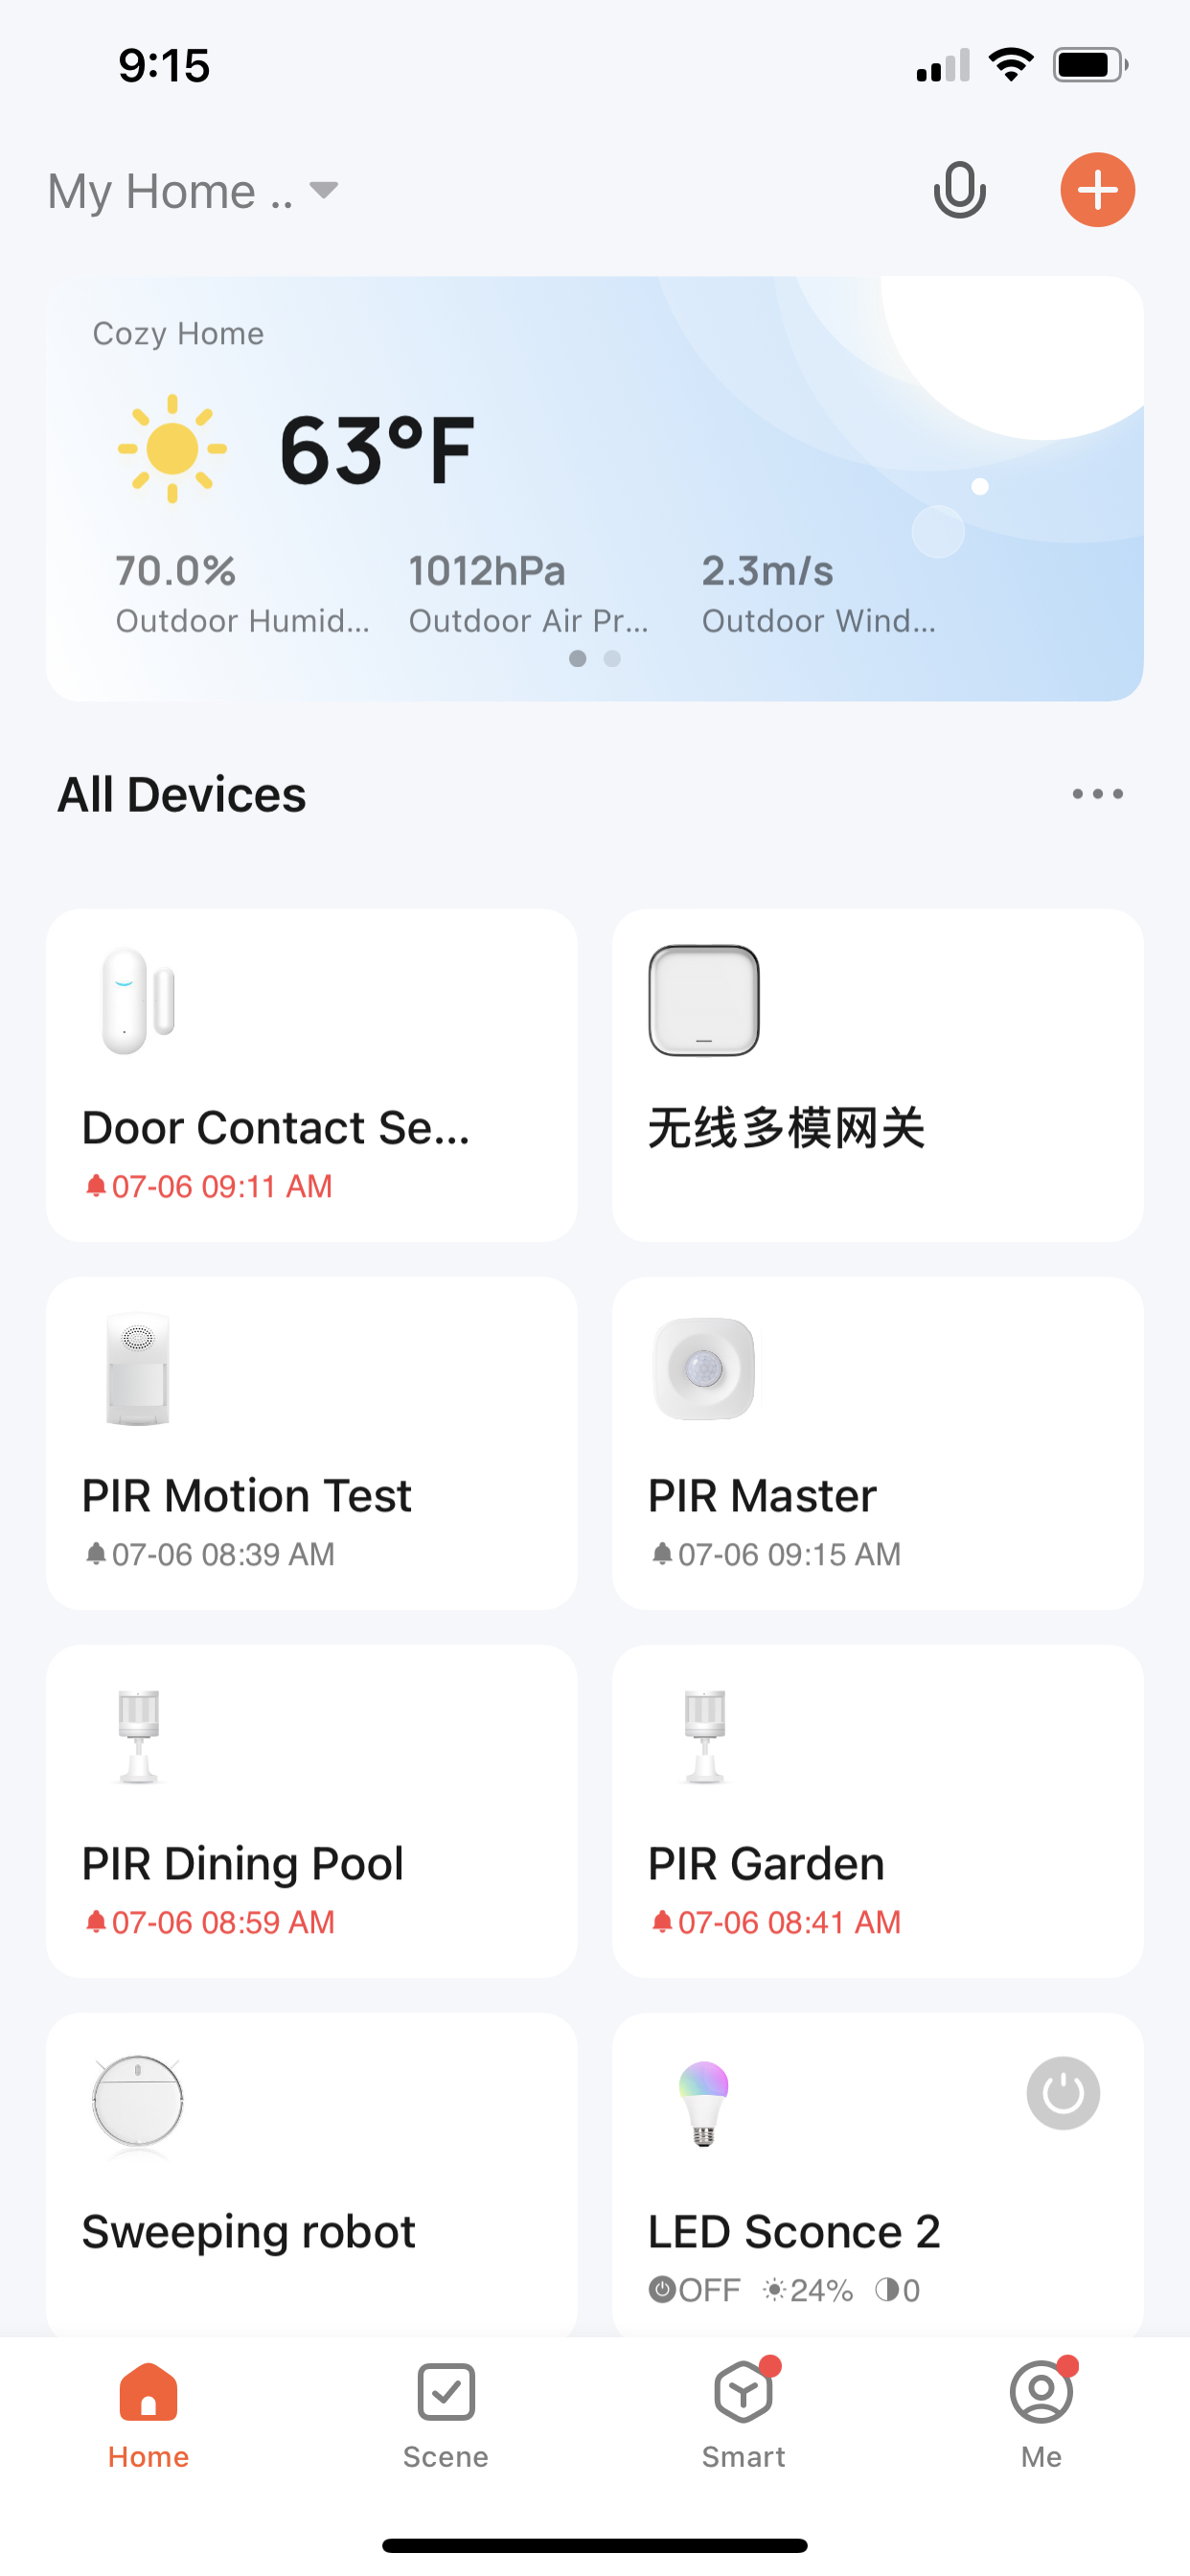 9:15
My Home ..
Cozy Home
63°F
70.0% 1012hPa 2.3m/s
Outdoor Humid... Outdoor Air Pr... Outdoor Wind...
All Devices
Door Contact Se...
07-06 09:11 AM
无线多模网关
PIR Motion Test
07-06 08:39 AM
PIR Master
07-06 09:15 AM
PIR Dining Pool
07-06 08:59 AM
PIR Garden
07-06 08:41 AM
Sweeping robot
LED Sconce 2
OFF 24% 0
Home Scene Smart Me